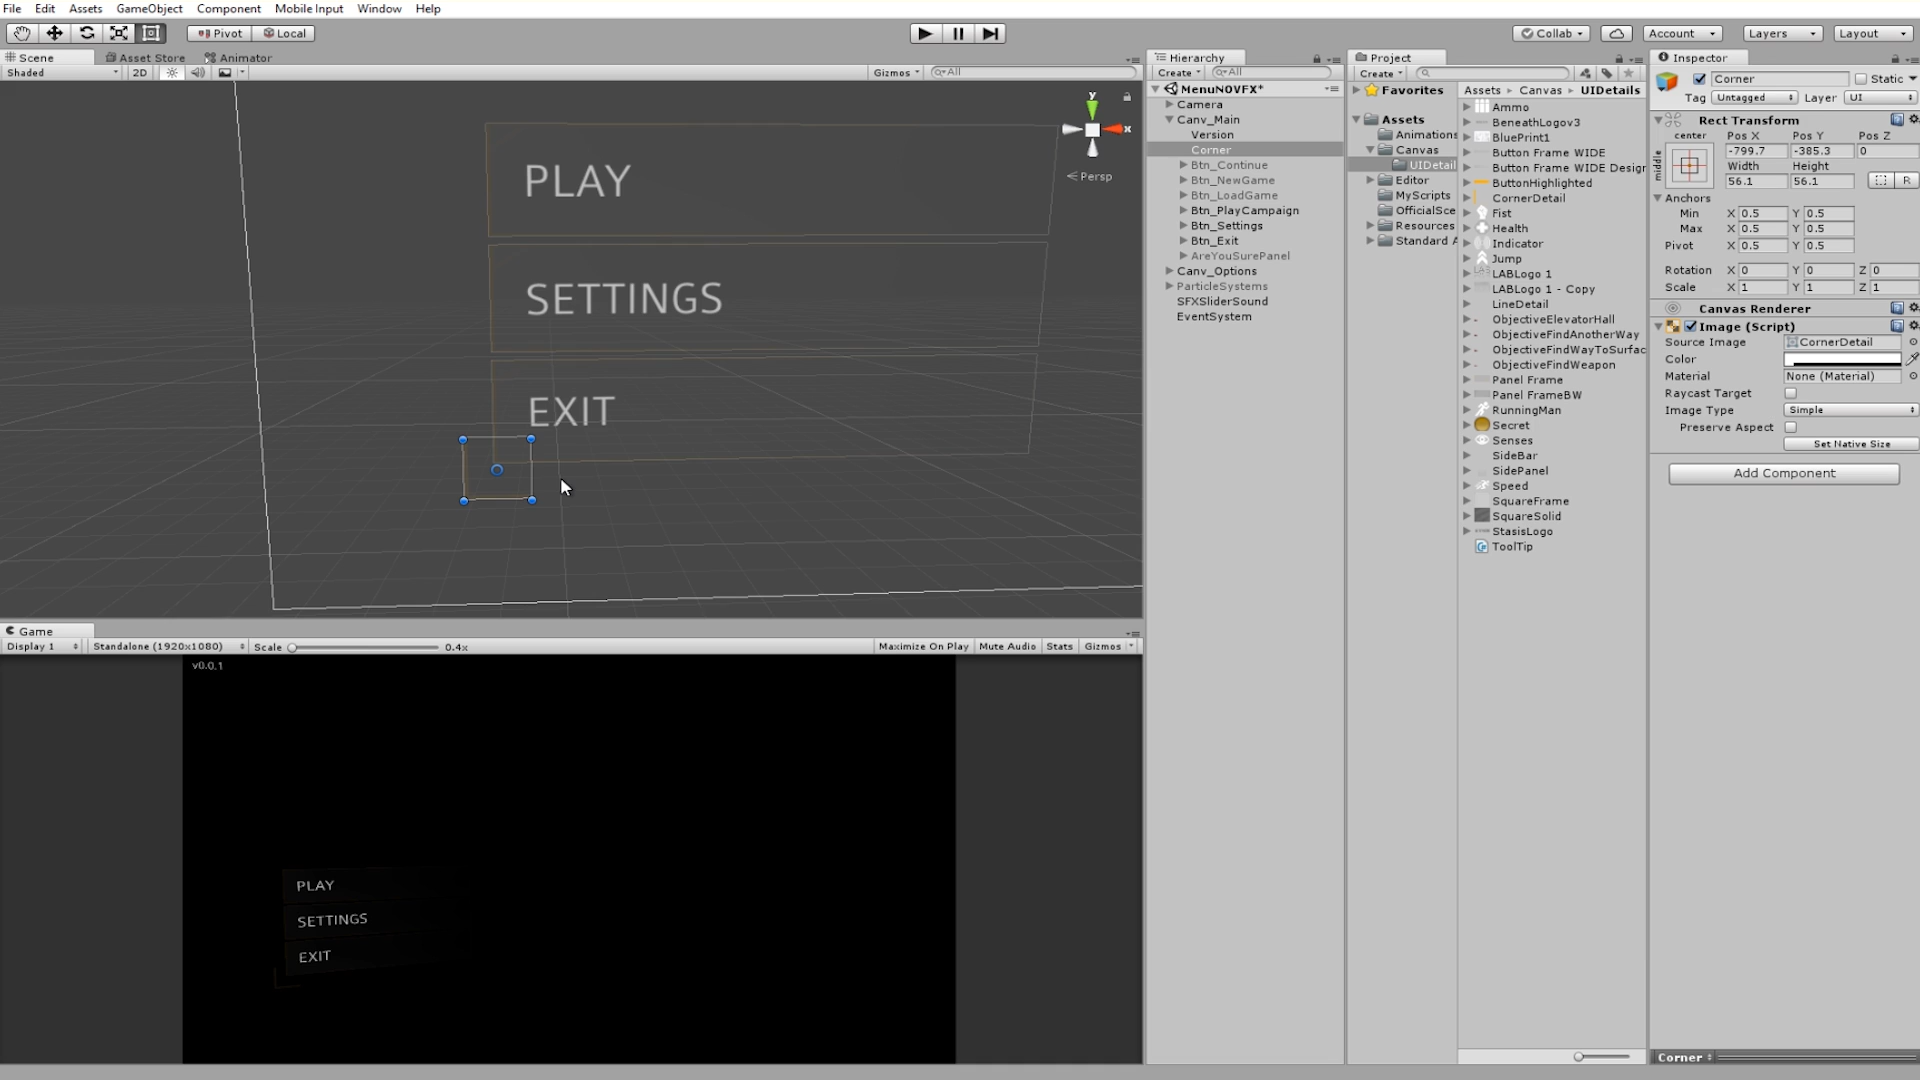 File Edit Assets GameObject Component Mobile Input Window Help
Pivot Local Collab Account Layers Layout
Scene Asset Store Animator
Shaded 2D Gizmos All
y
x
Persp
PLAY
SETTINGS
EXIT
Game
Display 1 Standalone (1920x1080) Scale 0.4x Maximize On Play Mute Audio Stats Gizmos
v0.0.1
PLAY
SETTINGS
EXIT
Hierarchy
Create All
MenuNOVFX*
Camera
Canv_Main
Version
Corner
Btn_Continue
Btn_NewGame
Btn_LoadGame
Btn_PlayCampaign
Btn_Settings
Btn_Exit
AreYouSurePanel
Canv_Options
ParticleSystems
SFXSliderSound
EventSystem
Project
Create
Favorites
Assets
Animations
Canvas
UIDetail
Editor
MyScripts
OfficialSce
Resources
Standard A
Assets Canvas UIDetails
Ammo
BeneathLogov3
BluePrint1
Button Frame WIDE
Button Frame WIDE Design
ButtonHighlighted
CornerDetail
Fist
Health
Indicator
Jump
LABLogo 1
LABLogo 1 - Copy
LineDetail
ObjectiveElevatorHall
ObjectiveFindAnotherWay
ObjectiveFindWayToSurfac
ObjectiveFindWeapon
Panel Frame
Panel FrameBW
RunningMan
Secret
Senses
SideBar
SidePanel
Speed
SquareFrame
SquareSolid
StasisLogo
ToolTip
Inspector
Corner Static
Tag Untagged Layer UI
Rect Transform
center Pos X Pos Y Pos Z
middle -799.7 -385.3 0
Width Height
56.1 56.1 R
Anchors
Min X 0.5 Y 0.5
Max X 0.5 Y 0.5
Pivot X 0.5 Y 0.5
Rotation X 0 Y 0 Z 0
Scale X 1 Y 1 Z 1
Canvas Renderer
Image (Script)
Source Image CornerDetail
Color
Material None (Material)
Raycast Target
Image Type Simple
Preserve Aspect
Set Native Size
Add Component
Corner